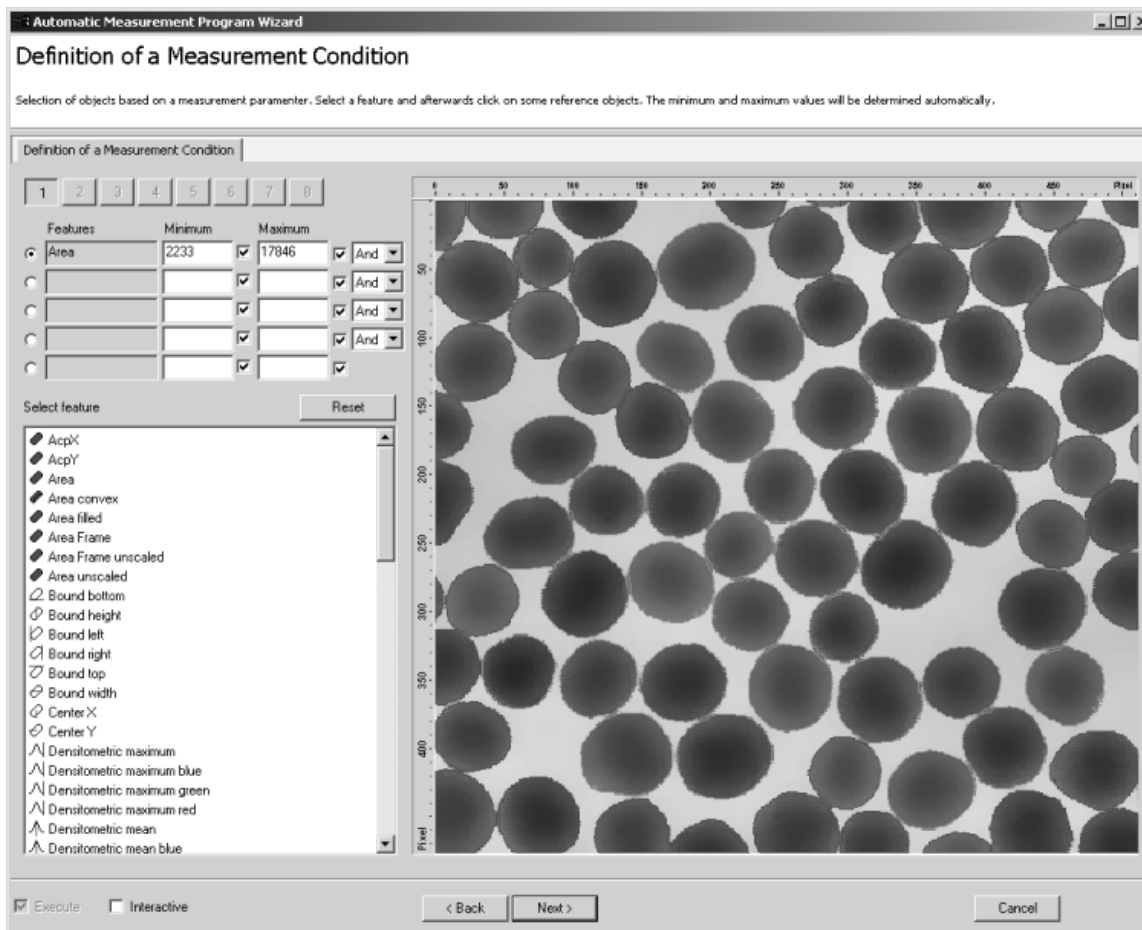 Automatic Measurement Program Wizard
Definition of a Measurement Condition
Selection of objects based on a measurement paramenter. Select a feature and afterwards click on some reference objects. The minimum and maximum values will be determined automatically.
Definition of a Measurement Condition
1 2 3 4 5 6 7 8
Features Minimum Maximum
Area 2233 17846 And
And
And
And
Select feature Reset
AcpX
AcpY
Area
Area convex
Area filled
Area Frame
Area Frame unscaled
Area unscaled
Bound bottom
Bound height
Bound left
Bound right
Bound top
Bound width
Center X
Center Y
Densitometric maximum
Densitometric maximum blue
Densitometric maximum green
Densitometric maximum red
Densitometric mean
Densitometric mean blue
0 50 100 150 200 250 300 350 400 450 Pixel
50
100
150
200
250
300
350
400
Pixel
Execute Interactive < Back Next > Cancel